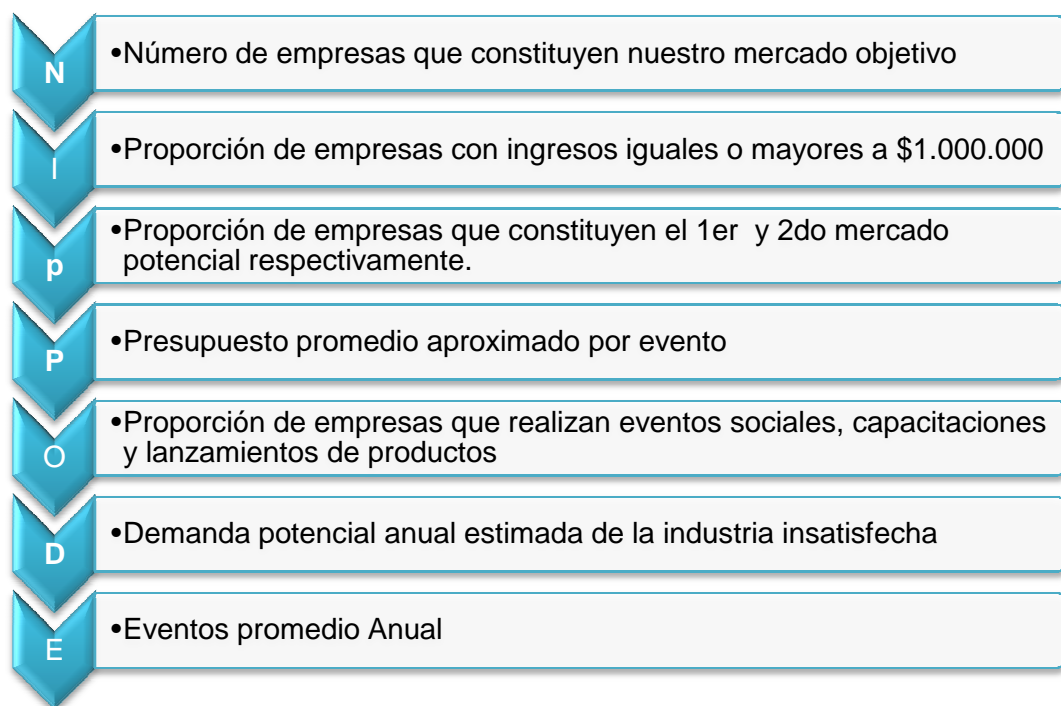 N
•Número de empresas que constituyen nuestro mercado objetivo
I
•Proporción de empresas con ingresos iguales o mayores a $1.000.000
p
•Proporción de empresas que constituyen el 1er y 2do mercado
potencial respectivamente.
P
•Presupuesto promedio aproximado por evento
O
•Proporción de empresas que realizan eventos sociales, capacitaciones
y lanzamientos de productos
D
•Demanda potencial anual estimada de la industria insatisfecha
E
•Eventos promedio Anual